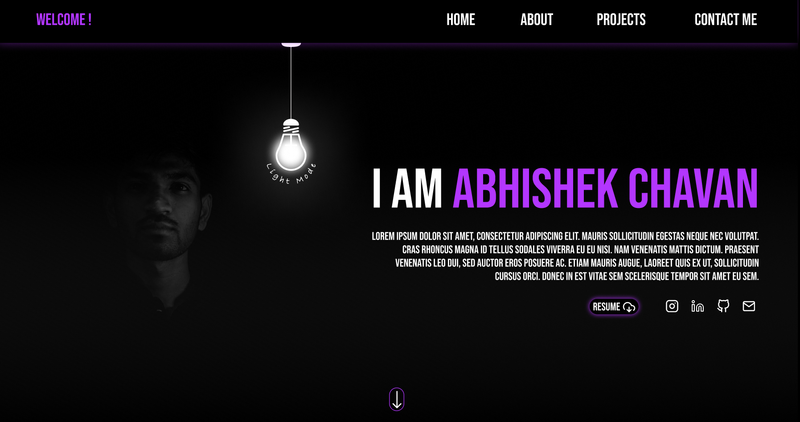 WELCOME !
HOME ABOUT PROJECTS CONTACT ME
Light Mode
I AM ABHISHEK CHAVAN
LOREM IPSUM DOLOR SIT AMET, CONSECTETUR ADIPISCING ELIT. MAURIS SOLLICITUDIN EGESTAS NEQUE NEC VOLUTPAT.
CRAS RHONCUS MAGNA ID TELLUS SODALES VIVERRA EU EU NISI. NAM VENENATIS MATTIS DICTUM. PRAESENT
VENENATIS LEO DUI, SED AUCTOR EROS POSUERE AC. ETIAM MAURIS AUGUE, LAOREET QUIS EX UT, SOLLICITUDIN
CURSUS ORCI. DONEC IN EST VITAE SEM SCELERISQUE TEMPOR SIT AMET EU SEM.
RESUME